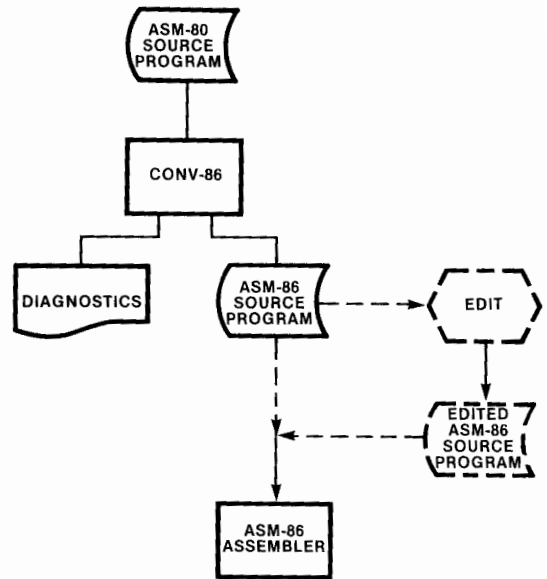 ASM-80
SOURCE
PROGRAM
CONV-86
DIAGNOSTICS
ASM-86
SOURCE
PROGRAM
EDIT
EDITED
ASM-86
SOURCE
PROGRAM
ASM-86
ASSEMBLER